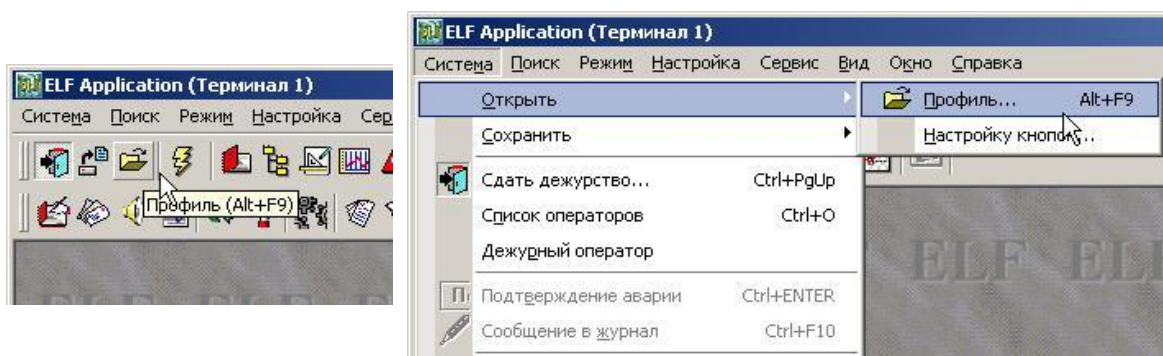 ELF Application (Терминал 1)
Система Поиск Режим Настройка Сер
Профиль (Alt+F9)
ELF Application (Терминал 1)
Система Поиск Режим Настройка Сервис Вид Окно Справка
Открыть
Профиль... Alt+F9
Сохранить
Настройку кнопок...
Сдать дежурство... Ctrl+PgUp
Список операторов Ctrl+O
Дежурный оператор
ELF
Подтверждение аварии Ctrl+ENTER
Сообщение в журнал Ctrl+F10